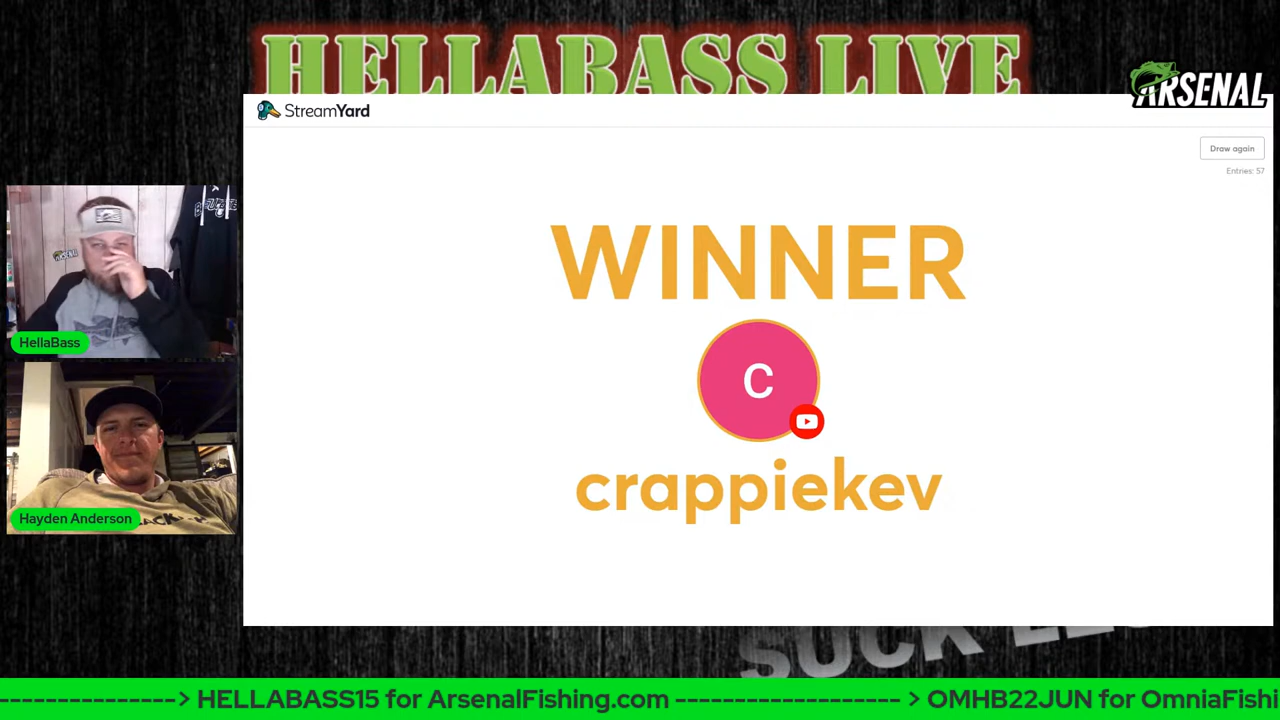 HELLABASS LIVE
ARSENAL
StreamYard
Draw again
Entries: 57
WINNER
C
crappiekev
HellaBass
Hayden Anderson
SUCK
---------------> HELLABASS15 for ArsenalFishing.com ------------------- > OMHB22JUN for OmniaFishi